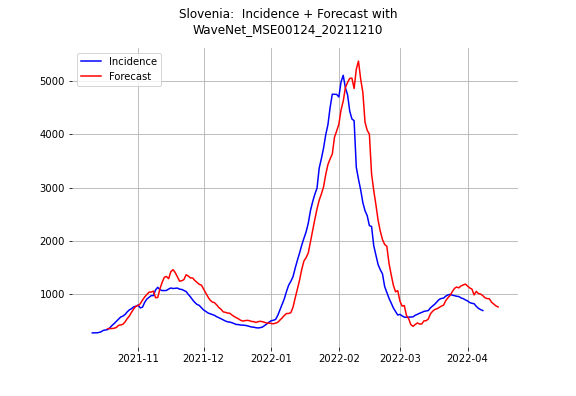 Slovenia:  Incidence + Forecast with
WaveNet_MSE00124_20211210
Incidence
Forecast
5000
4000
3000
2000
1000
2021-11
2021-12
2022-01
2022-02
2022-03
2022-04